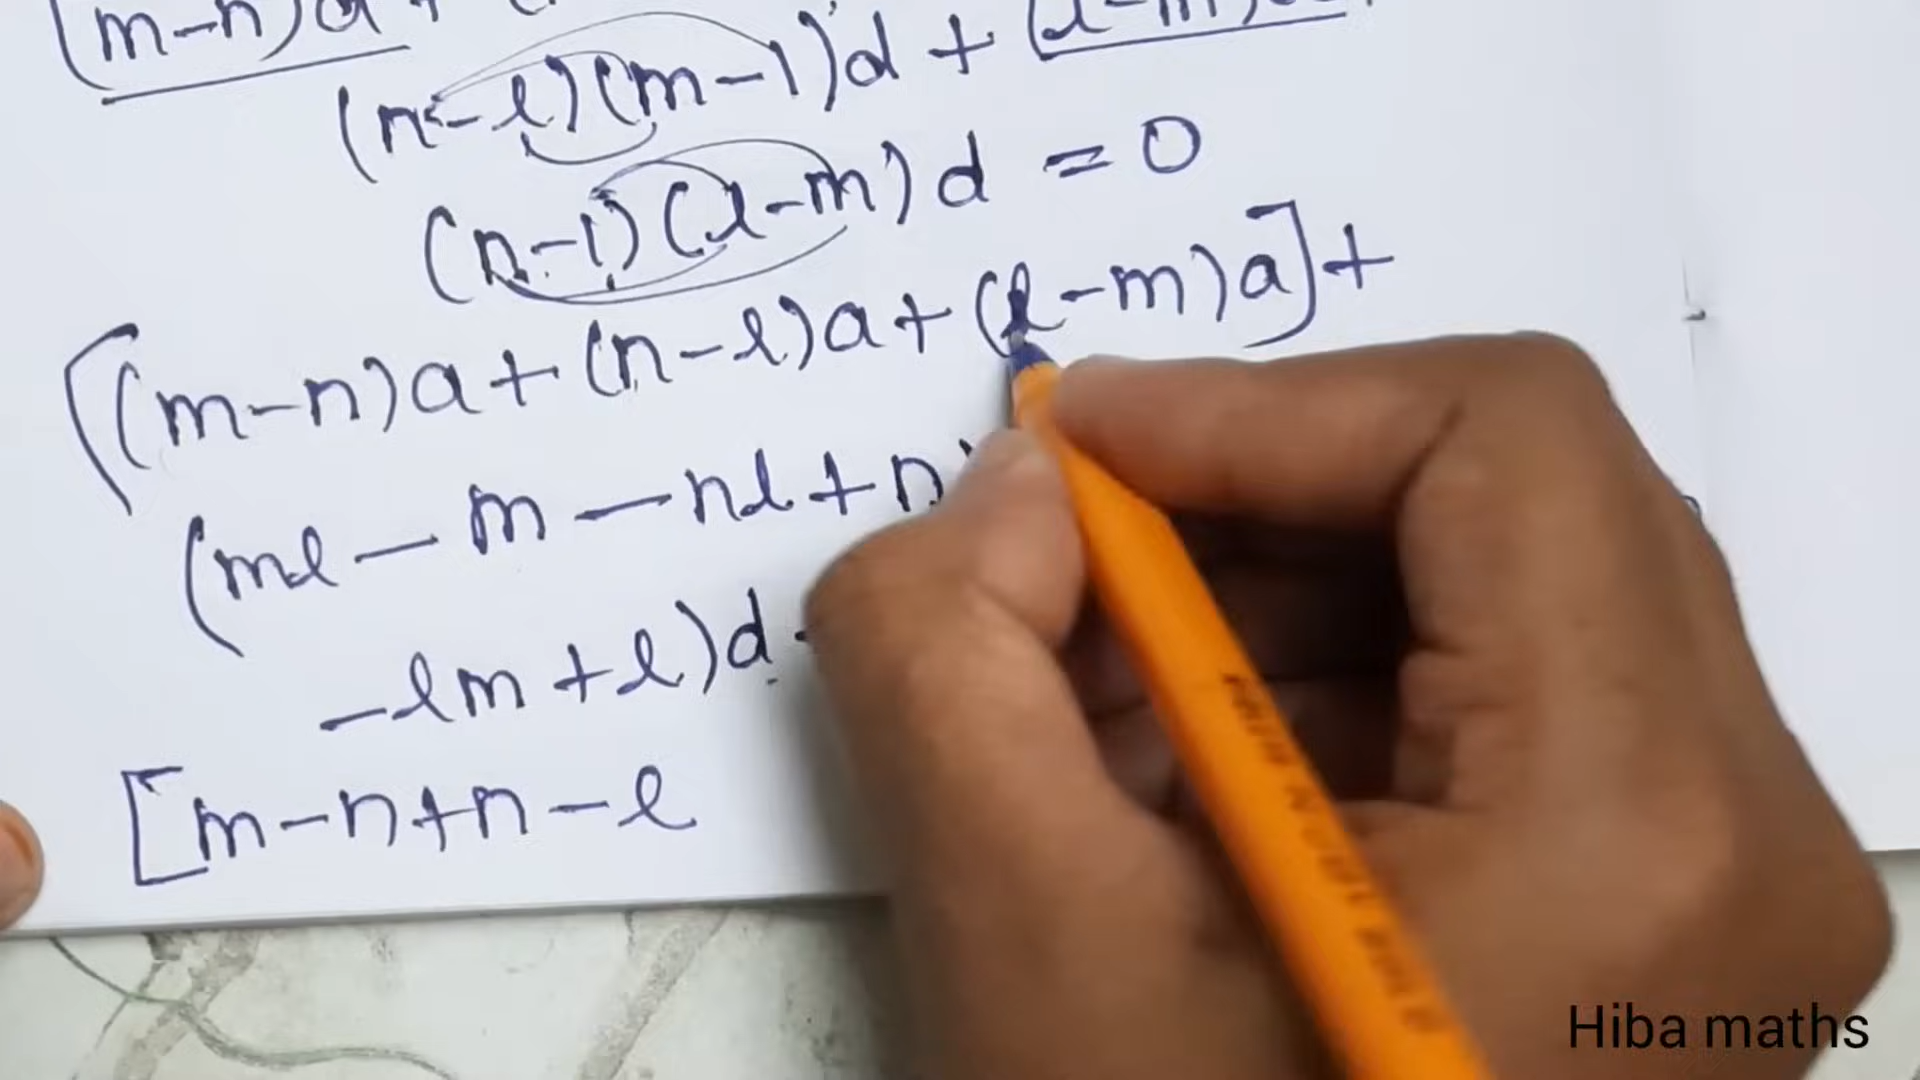 (m-n)a +
(n-l)(m-1)d + (l-m)
(n-1)(l-m)d = 0
[(m-n)a+(n-l)a+(l-m)a]+
(ml - m - nl + n
-lm + l)d
[m-n+n-l
Hiba maths